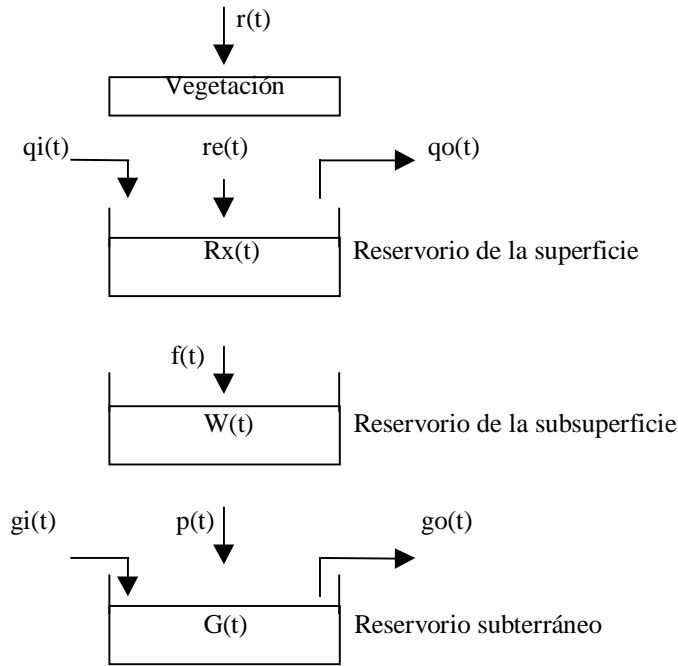 r(t)
Vegetación
qi(t) re(t) qo(t)
Rx(t) Reservorio de la superficie
f(t)
W(t) Reservorio de la subsuperficie
gi(t) p(t) go(t)
G(t) Reservorio subterráneo